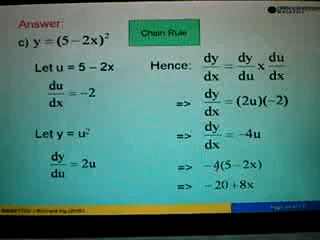 Answer:
c) y = (5 – 2x)²
Chain Rule
Let u = 5 – 2x
du/dx = –2
Let y = u²
dy/du = 2u
Hence: dy/dx = dy/du × du/dx
=> dy/dx = (2u)(–2)
=> dy/dx = –4u
=> –4(5 – 2x)
=> –20 + 8x